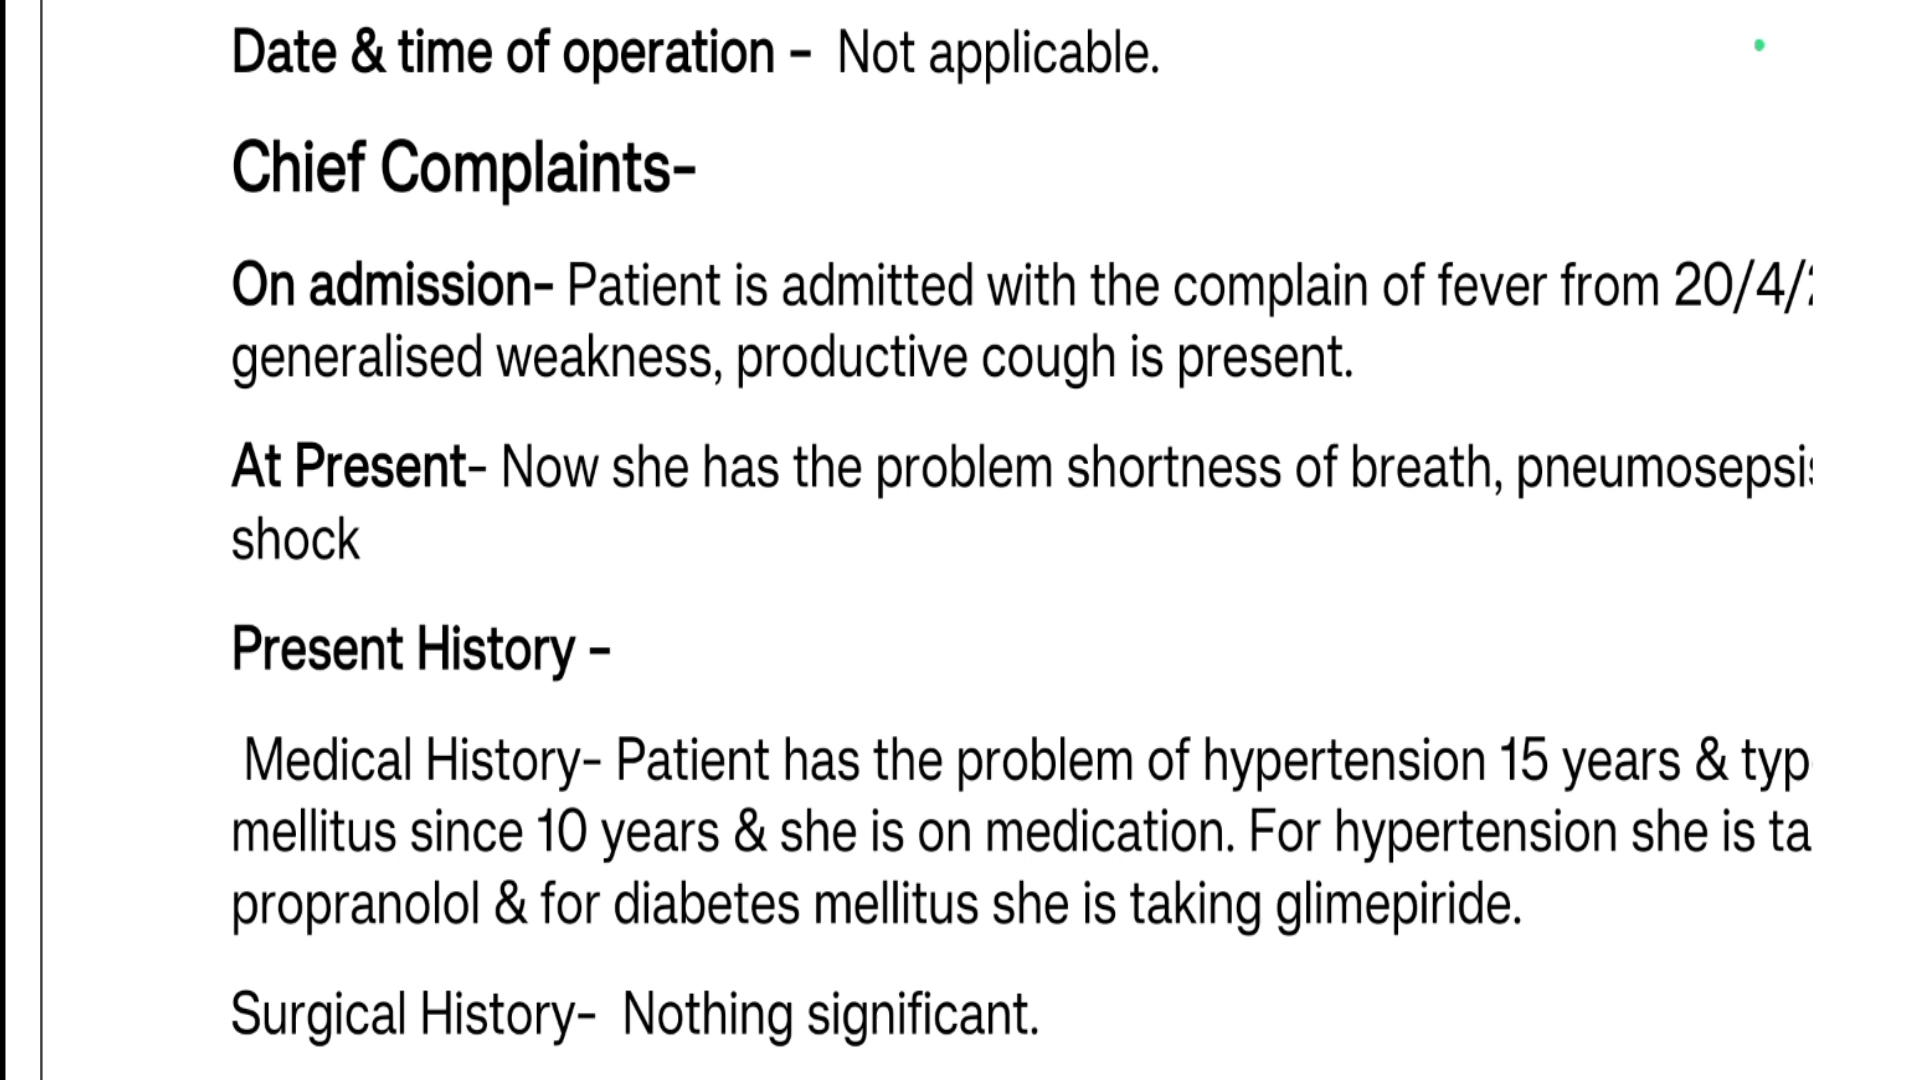 Date & time of operation – Not applicable.
Chief Complaints–
On admission– Patient is admitted with the complain of fever from 20/4/
generalised weakness, productive cough is present.
At Present– Now she has the problem shortness of breath, pneumosepsis
shock
Present History –
Medical History– Patient has the problem of hypertension 15 years & typ
mellitus since 10 years & she is on medication. For hypertension she is ta
propranolol & for diabetes mellitus she is taking glimepiride.
Surgical History– Nothing significant.